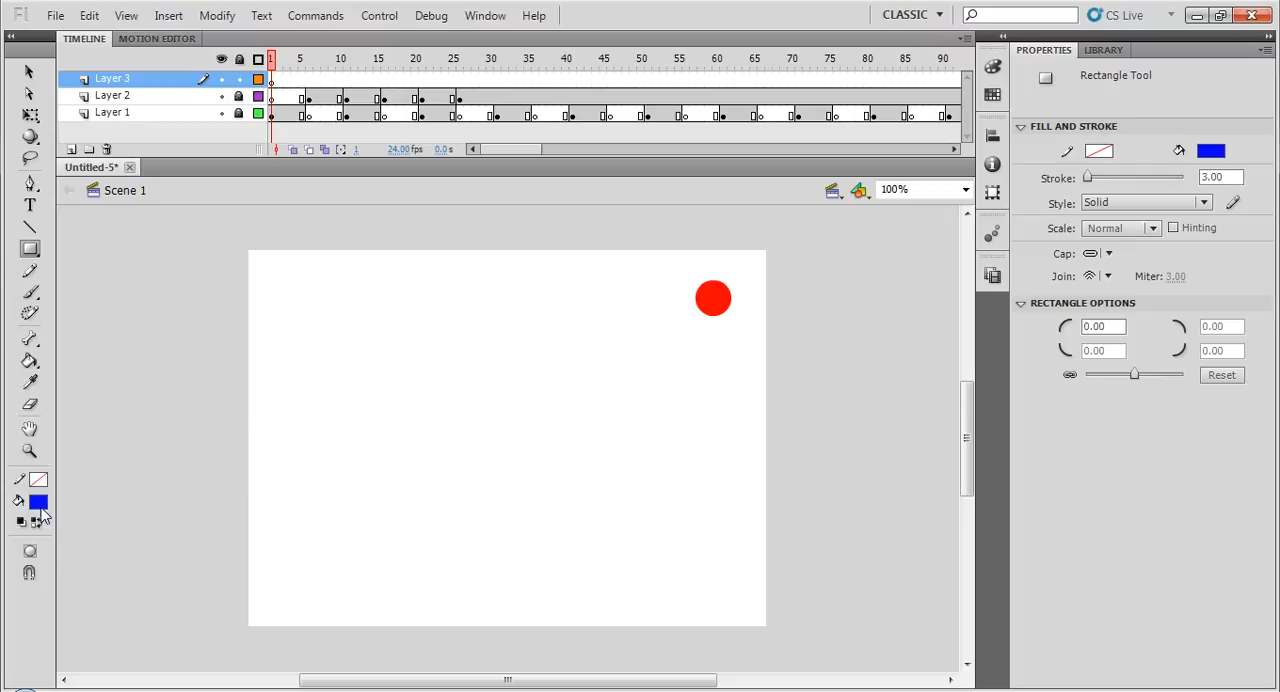 Fl File Edit View Insert Modify Text Commands Control Debug Window Help CLASSIC CS Live
TIMELINE MOTION EDITOR
1 5 10 15 20 25 30 35 40 45 50 55 60 65 70 75 80 85 90
Layer 3
Layer 2
Layer 1
1 24.00 fps 0.0 s
Untitled-5*
Scene 1 100%
PROPERTIES LIBRARY
Rectangle Tool
FILL AND STROKE
Stroke: 3.00
Style: Solid
Scale: Normal Hinting
Cap:
Join: Miter: 3.00
RECTANGLE OPTIONS
0.00 0.00
0.00 0.00
Reset
T